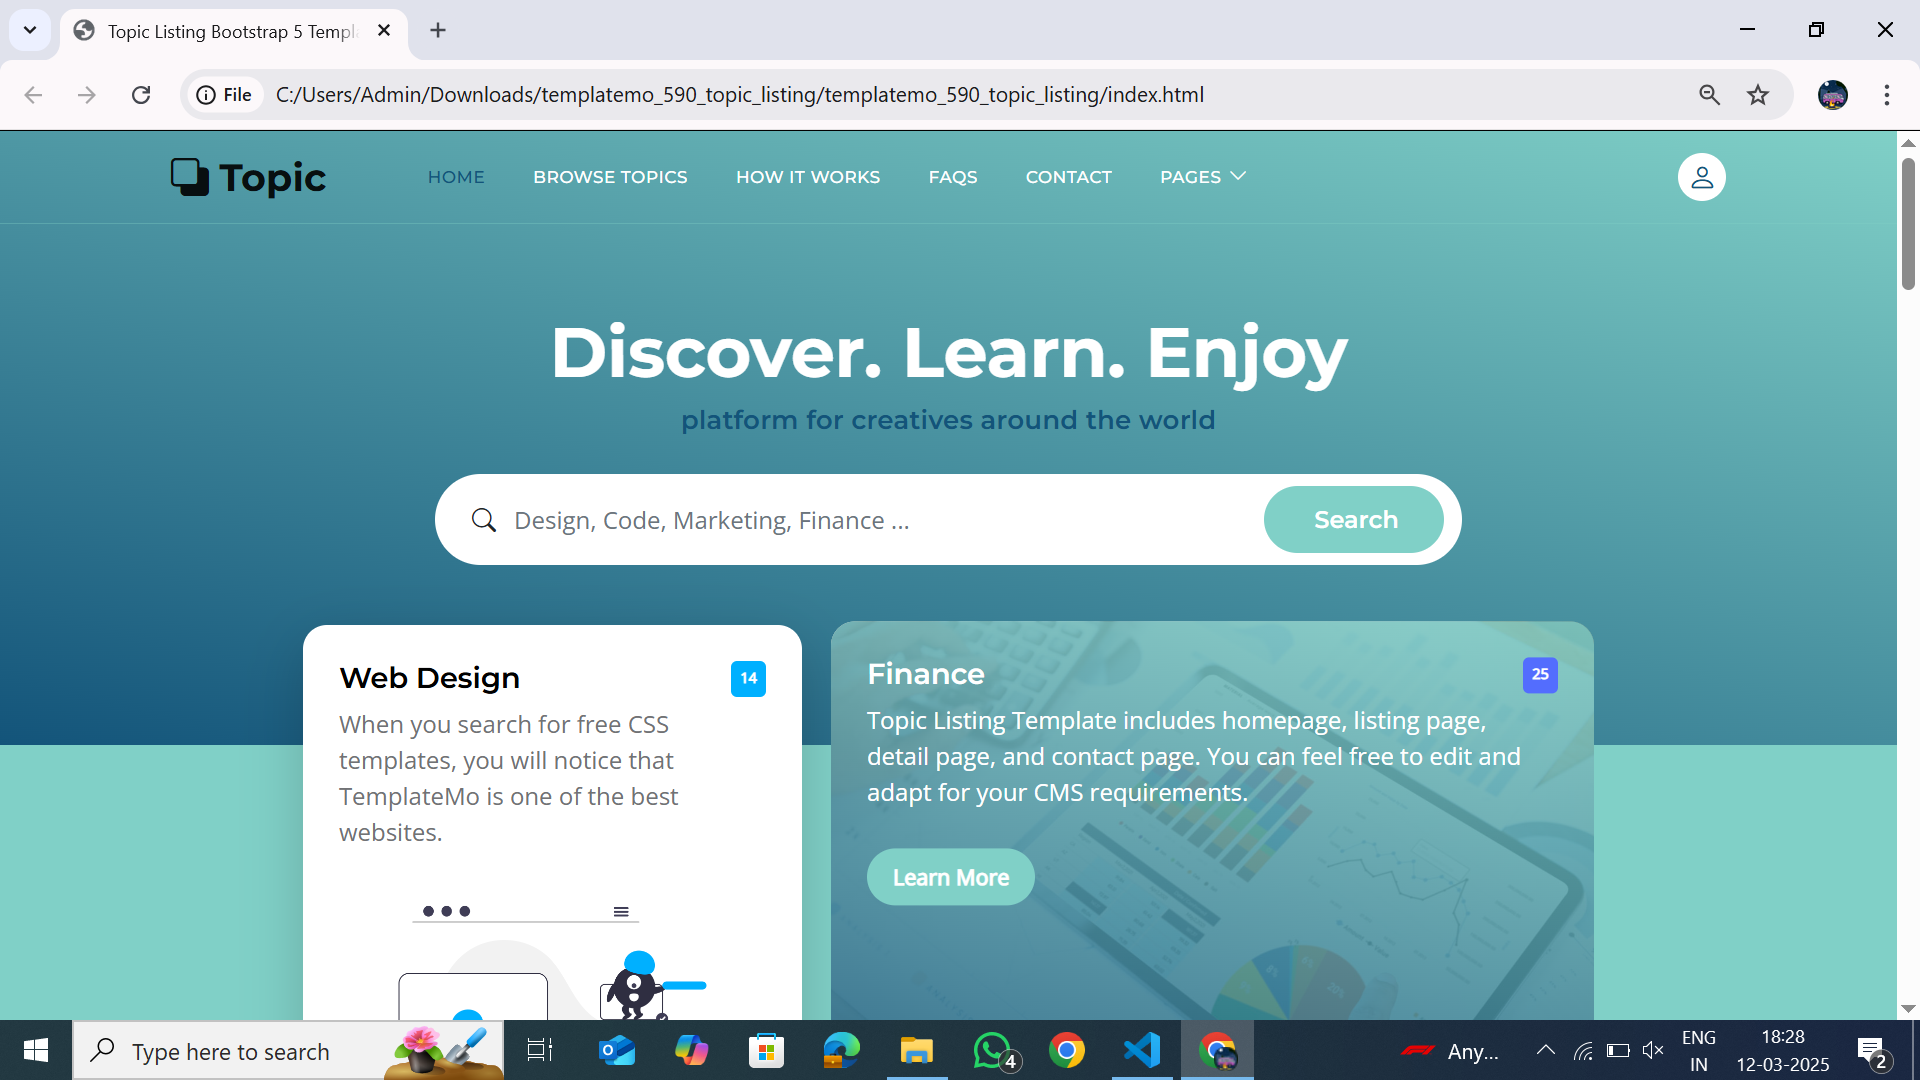 Topic Listing Bootstrap 5 Templ
File
C:/Users/Admin/Downloads/templatemo_590_topic_listing/templatemo_590_topic_listing/index.html
Topic
HOME
BROWSE TOPICS
HOW IT WORKS
FAQS
CONTACT
PAGES
Discover. Learn. Enjoy
platform for creatives around the world
Design, Code, Marketing, Finance ...
Search
Web Design
14
When you search for free CSS
templates, you will notice that
TemplateMo is one of the best
websites.
Finance
25
Topic Listing Template includes homepage, listing page,
detail page, and contact page. You can feel free to edit and
adapt for your CMS requirements.
Learn More
Type here to search
4
Any...
ENG
IN
18:28
12-03-2025
2